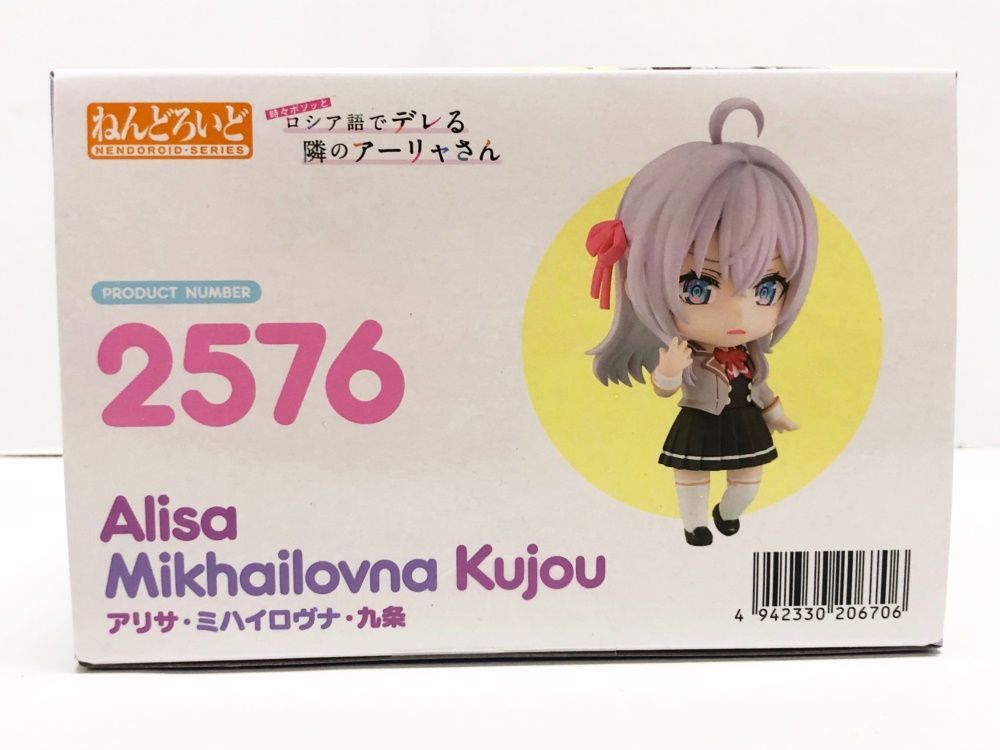 ねんどろいど
NENDOROID·SERIES
時々ボソッと
ロシア語でデレる
隣のアーリャさん
PRODUCT NUMBER
2576
Alisa
Mikhailovna Kujou
アリサ・ミハイロヴナ・九条
4 942330 206706